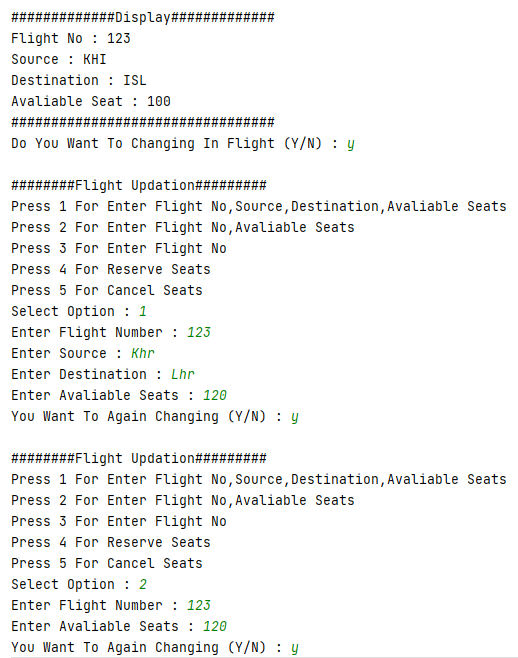 #############Display#############
Flight No : 123
Source : KHI
Destination : ISL
Avaliable Seat : 100
#################################
Do You Want To Changing In Flight (Y/N) : y
########Flight Updation#########
Press 1 For Enter Flight No,Source,Destination,Avaliable Seats
Press 2 For Enter Flight No,Avaliable Seats
Press 3 For Enter Flight No
Press 4 For Reserve Seats
Press 5 For Cancel Seats
Select Option : 1
Enter Flight Number : 123
Enter Source : Khr
Enter Destination : Lhr
Enter Avaliable Seats : 120
You Want To Again Changing (Y/N) : y
########Flight Updation#########
Press 1 For Enter Flight No,Source,Destination,Avaliable Seats
Press 2 For Enter Flight No,Avaliable Seats
Press 3 For Enter Flight No
Press 4 For Reserve Seats
Press 5 For Cancel Seats
Select Option : 2
Enter Flight Number : 123
Enter Avaliable Seats : 120
You Want To Again Changing (Y/N) : y